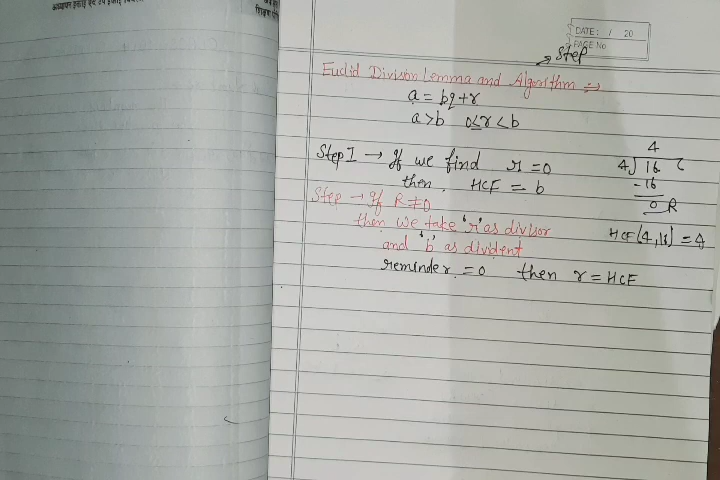 DATE: / 20
PAGE No
→ Step
Euclid Division Lemma and Algorithm :-
a = bq+r
a>b 0≤r<b
Step I → If we find r = 0
then HCF = b
Step → If R ≠ 0
then we take 'r' as divisor
and 'b' as divident
reminder = 0 then r = HCF
4
4) 16 (
-16
0 R
HCF(4,16) = 4